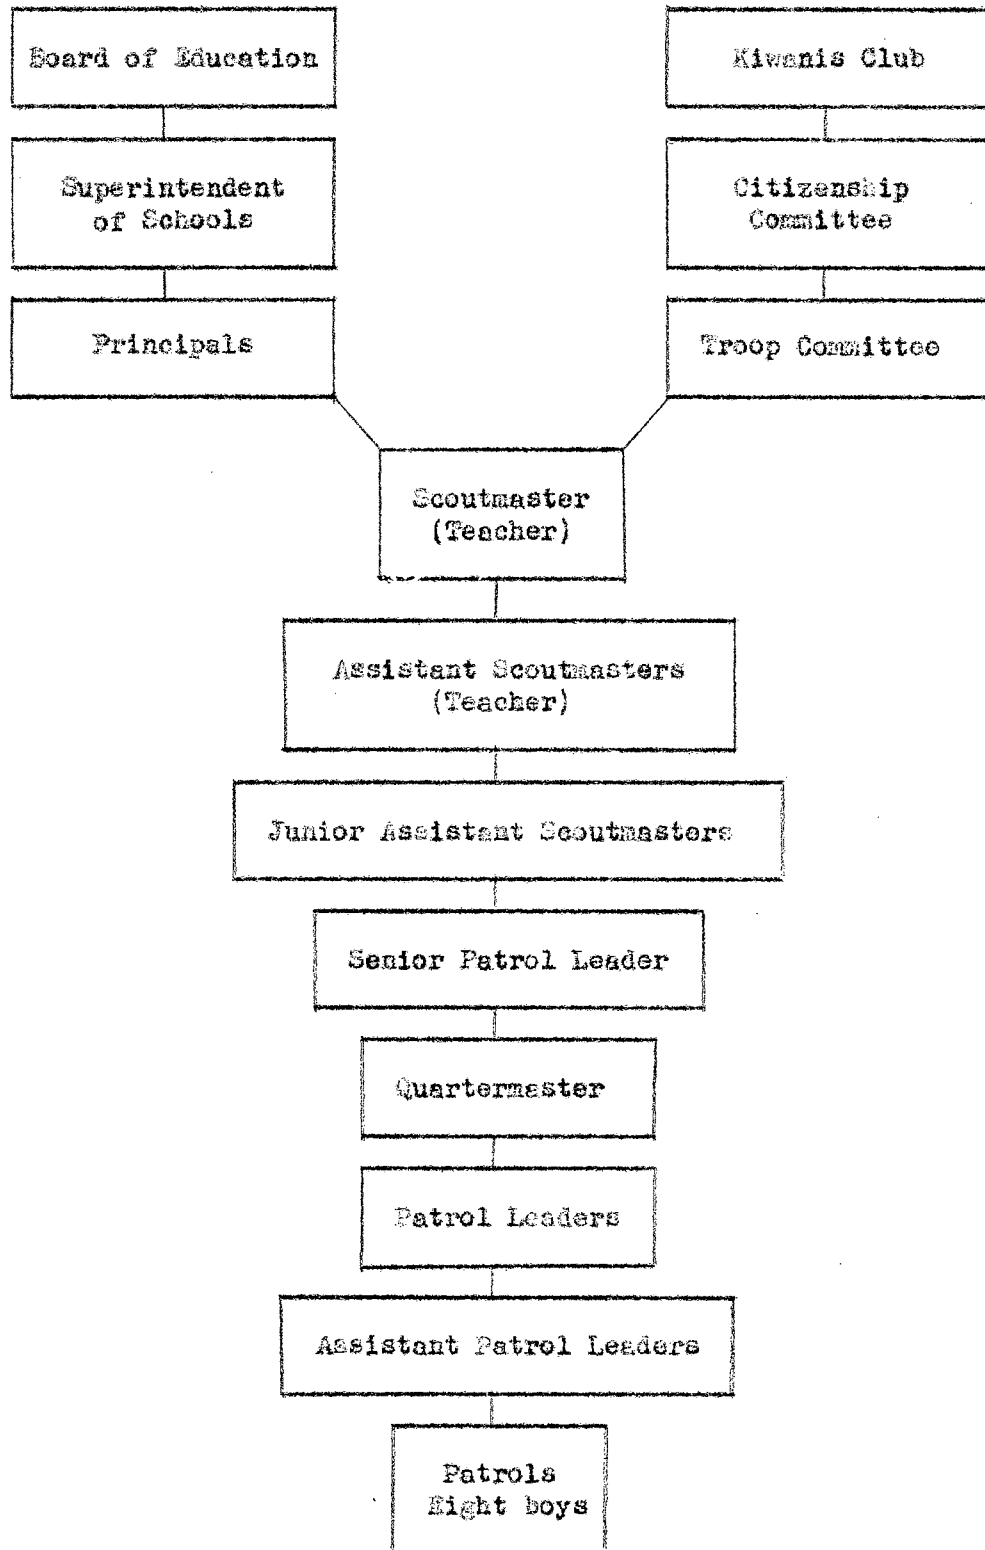 Board of Education
Kiwanis Club
Superintendent
of Schools
Citizenship
Committee
Principals
Troop Committee
Scoutmaster
(Teacher)
Assistant Scoutmasters
(Teacher)
Junior Assistant Scoutmasters
Senior Patrol Leader
Quartermaster
Patrol Leaders
Assistant Patrol Leaders
Patrols
Eight boys